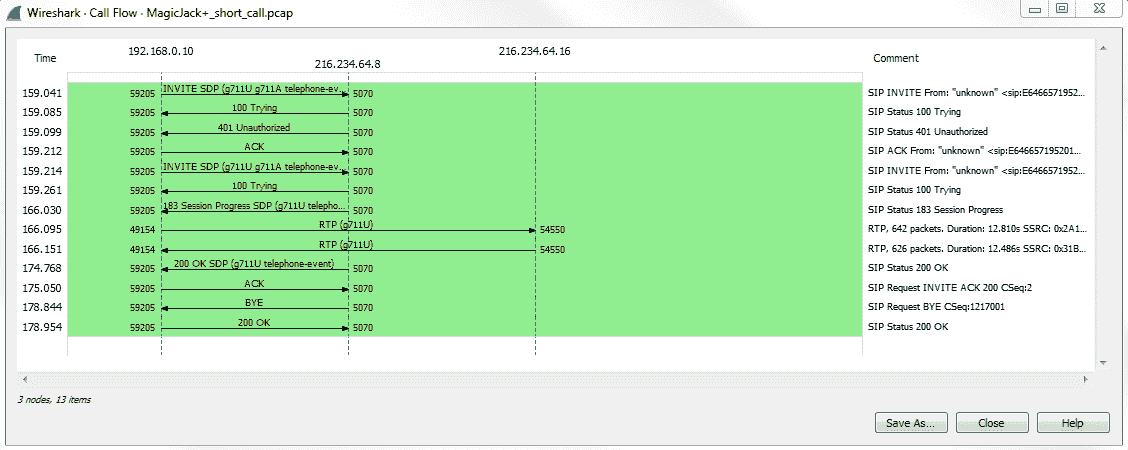 Wireshark · Call Flow · MagicJack+_short_call.pcap
192.168.0.10 216.234.64.16
Time 216.234.64.8 Comment
159.041 59205 INVITE SDP (g711U g711A telephone-ev... 5070 SIP INVITE From: "unknown" <sip:E6466571952...
159.085 59205 100 Trying 5070 SIP Status 100 Trying
159.099 59205 401 Unauthorized 5070 SIP Status 401 Unauthorized
159.212 59205 ACK 5070 SIP ACK From: "unknown" <sip:E646657195201...
159.214 59205 INVITE SDP (g711U g711A telephone-ev... 5070 SIP INVITE From: "unknown" <sip:E6466571952...
159.261 59205 100 Trying 5070 SIP Status 100 Trying
166.030 59205 183 Session Progress SDP (g711U telepho... 5070 SIP Status 183 Session Progress
166.095 49154 RTP (g711U) 54550 RTP, 642 packets. Duration: 12.810s SSRC: 0x2A1...
166.151 49154 RTP (g711U) 54550 RTP, 626 packets. Duration: 12.486s SSRC: 0x31B...
174.768 59205 200 OK SDP (g711U telephone-event) 5070 SIP Status 200 OK
175.050 59205 ACK 5070 SIP Request INVITE ACK 200 CSeq:2
178.844 59205 BYE 5070 SIP Request BYE CSeq:1217001
178.954 59205 200 OK 5070 SIP Status 200 OK
3 nodes, 13 items
Save As... Close Help